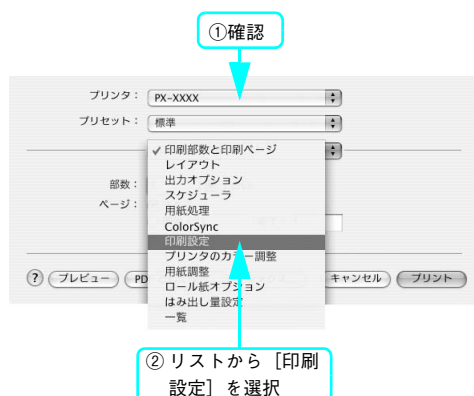 ①確認
プリンタ： PX-XXXX
プリセット： 標準
✓印刷部数と印刷ページ
レイアウト
出力オプション
部数：
スケジューラ
ページ：
用紙処理
ColorSync
印刷設定
プリンタのカラー調整
用紙調整
? プレビュー PD キャンセル プリント
ロール紙オプション
はみ出し量設定
一覧
②リストから［印刷
設定］を選択